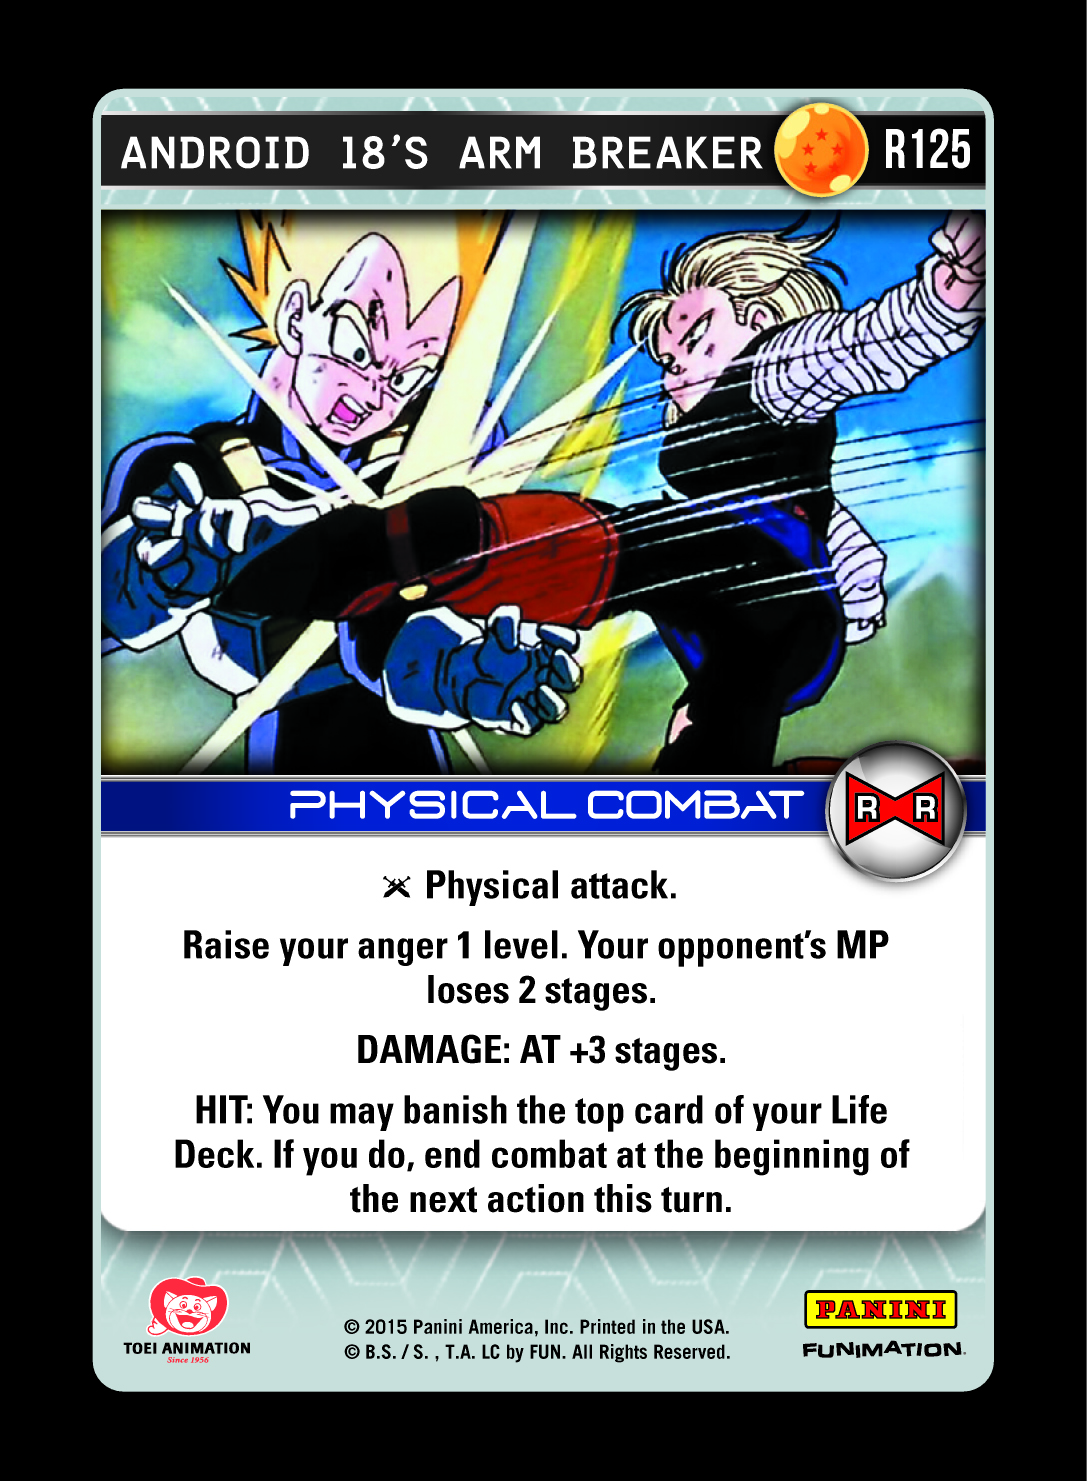 ANDROID 18'S ARM BREAKER R125
PHYSICAL COMBAT
R R
Physical attack.
Raise your anger 1 level. Your opponent's MP
loses 2 stages.
DAMAGE: AT +3 stages.
HIT: You may banish the top card of your Life
Deck. If you do, end combat at the beginning of
the next action this turn.
TOEI ANIMATION
Since 1956
© 2015 Panini America, Inc. Printed in the USA.
© B.S. / S. , T.A. LC by FUN. All Rights Reserved.
PANINI
FUNIMATION